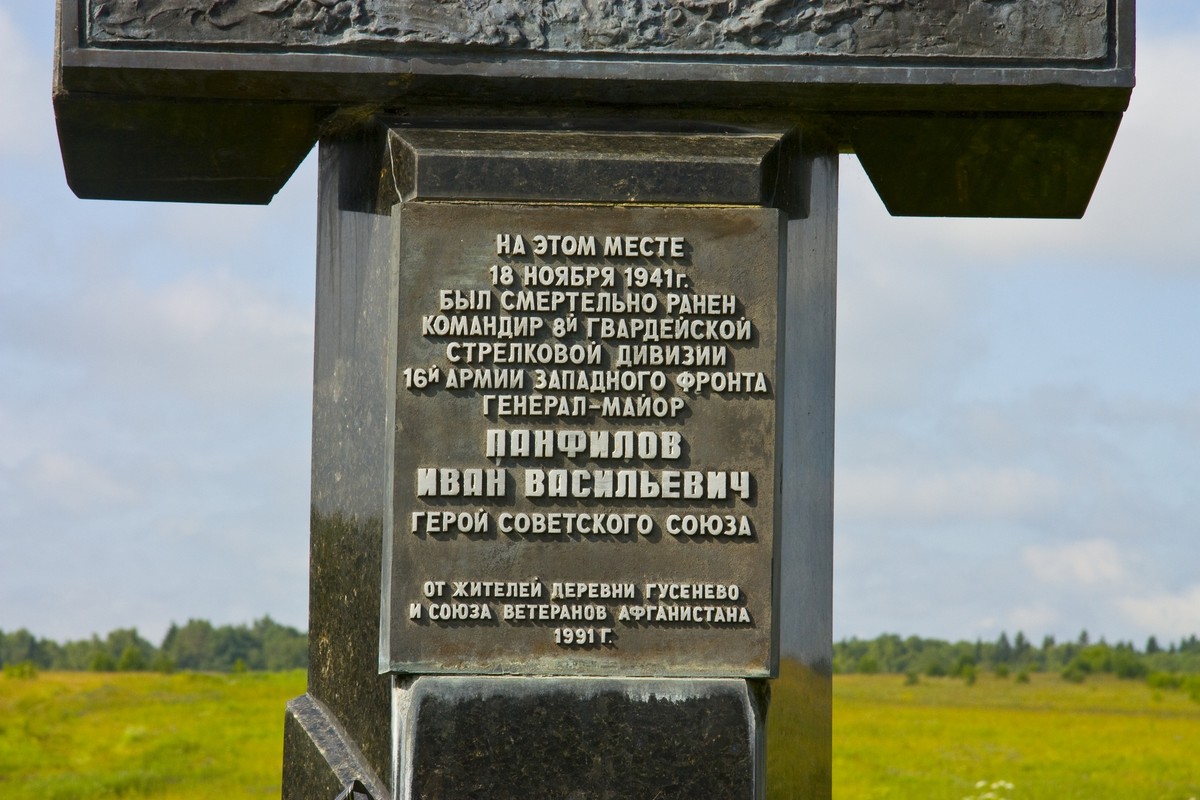 НА ЭТОМ МЕСТЕ
18 НОЯБРЯ 1941г.
БЫЛ СМЕРТЕЛЬНО РАНЕН
КОМАНДИР 8й ГВАРДЕЙСКОЙ
СТРЕЛКОВОЙ ДИВИЗИИ
16й АРМИИ ЗАПАДНОГО ФРОНТА
ГЕНЕРАЛ-МАЙОР
ПАНФИЛОВ
ИВАН ВАСИЛЬЕВИЧ
ГЕРОЙ СОВЕТСКОГО СОЮЗА
ОТ ЖИТЕЛЕЙ ДЕРЕВНИ ГУСЕНЕВО
И СОЮЗА ВЕТЕРАНОВ АФГАНИСТАНА
1991 Г.